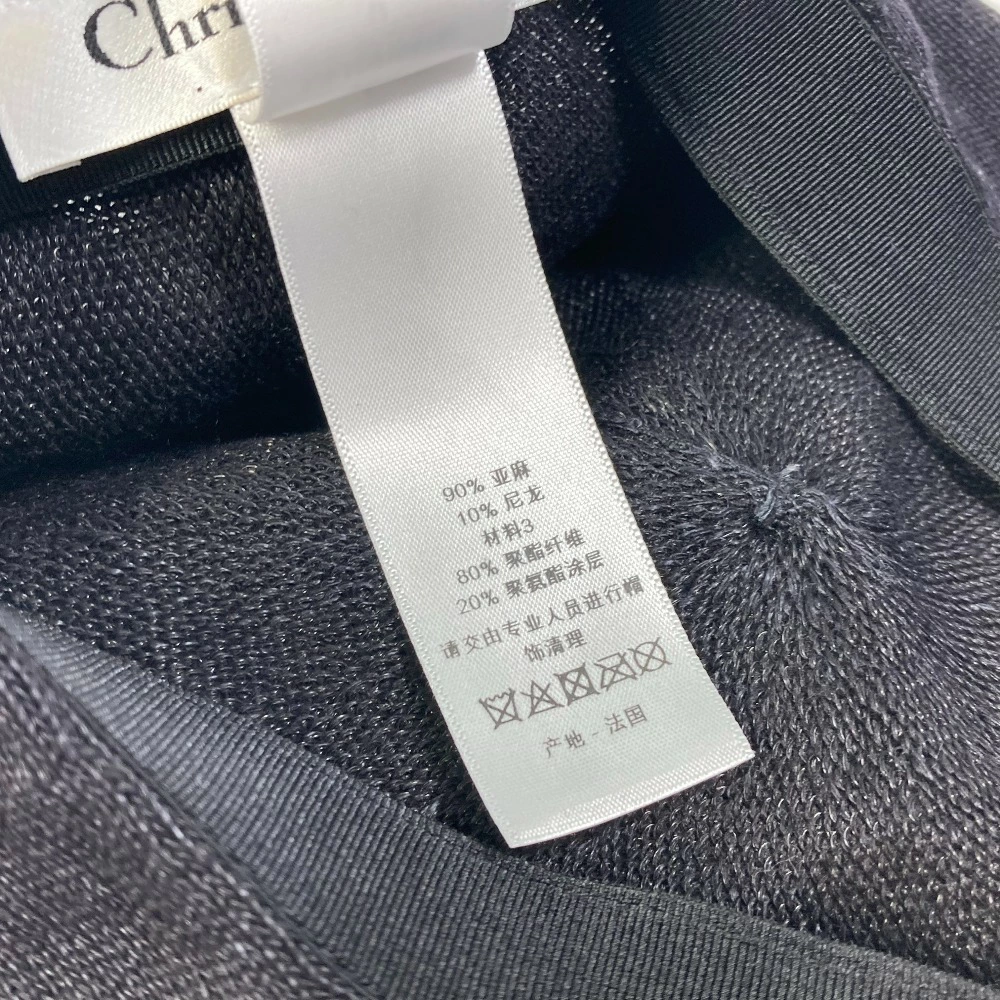 Chri
90% 亚麻
10% 尼龙
材料3
80% 聚酯纤维
20% 聚氨酯涂层
请交由专业人员进行帽
饰清理
产地 - 法国